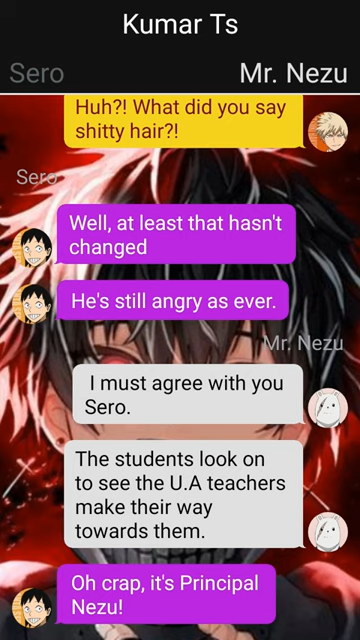 Kumar Ts
Sero
Mr. Nezu
Huh?! What did you say
shitty hair?!
Sero
Well, at least that hasn't
changed
He's still angry as ever.
Mr. Nezu
I must agree with you
Sero.
The students look on
to see the U.A teachers
make their way
towards them.
Oh crap, it's Principal
Nezu!